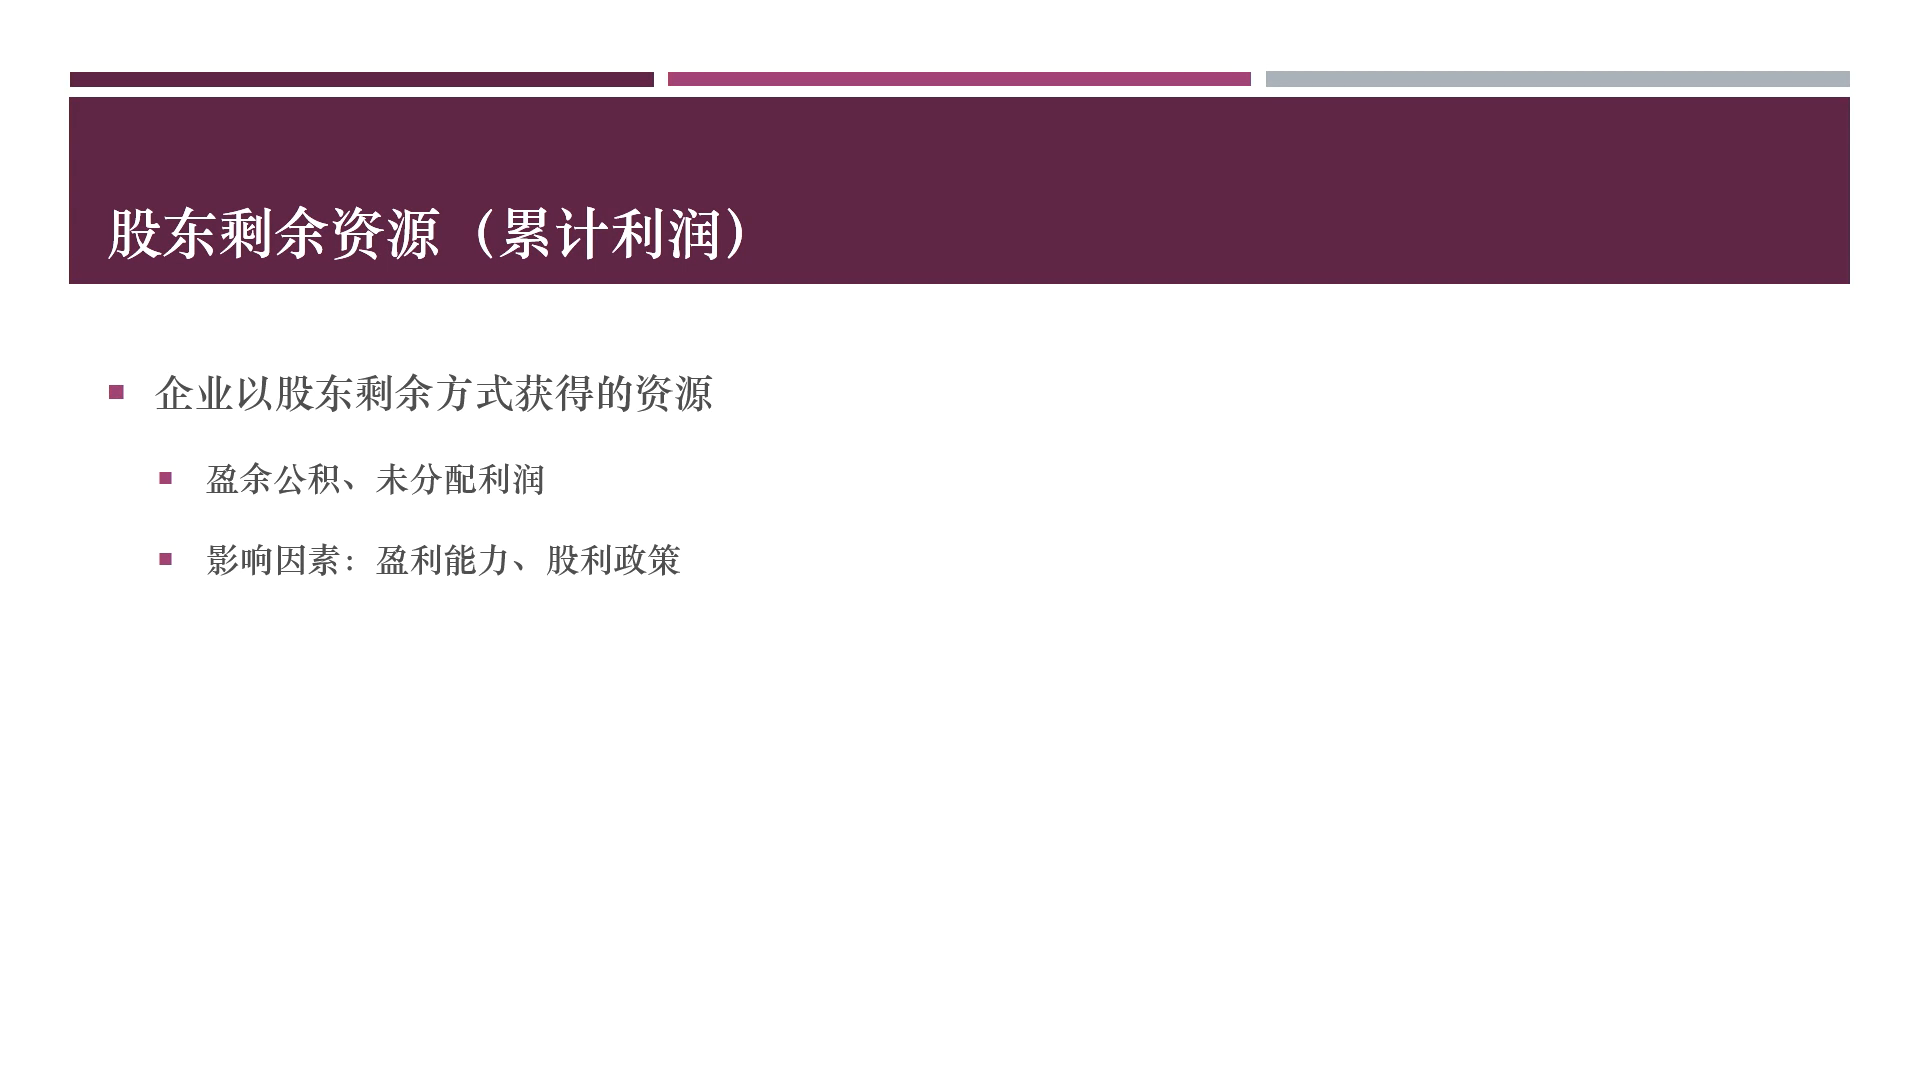 股东剩余资源（累计利润）
企业以股东剩余方式获得的资源
盈余公积、未分配利润
影响因素：盈利能力、股利政策